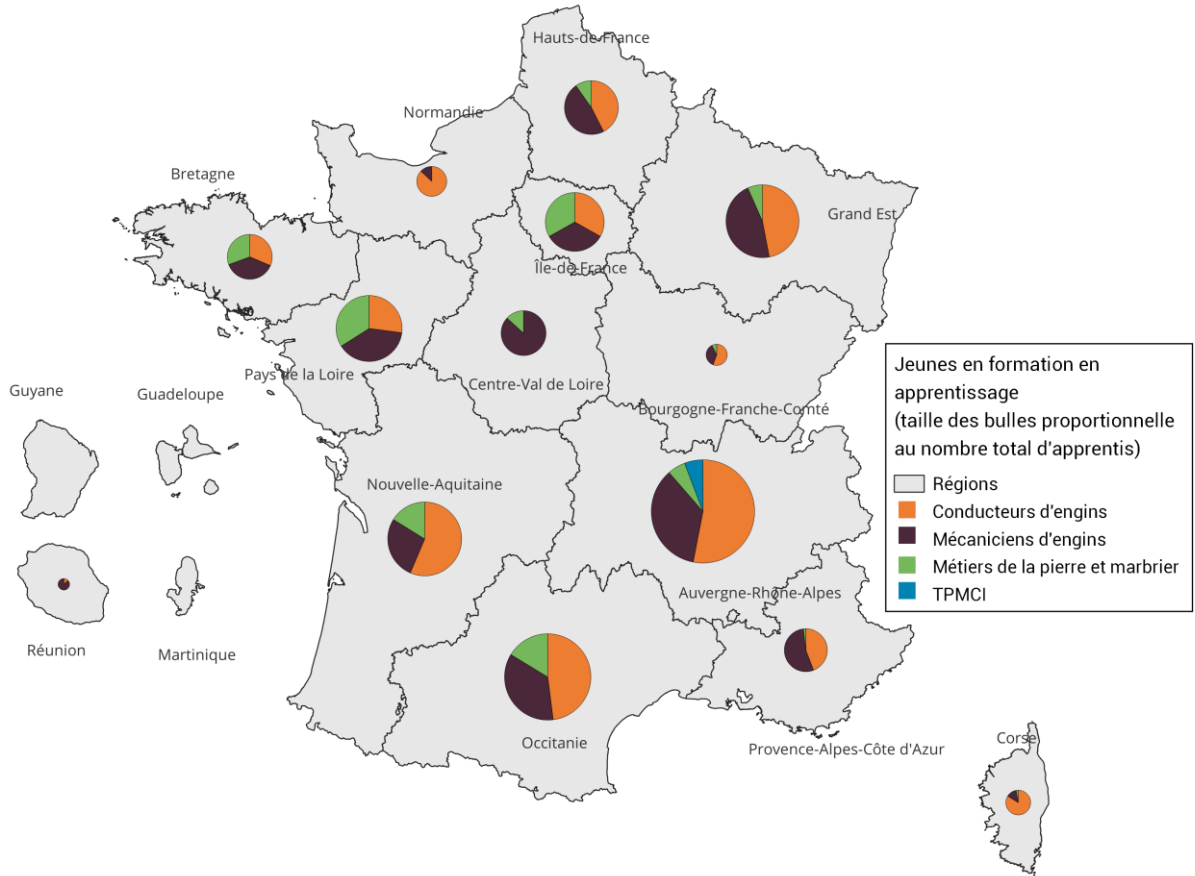 Hauts-de-France
Normandie
Bretagne
Grand Est
Île-de-France
Pays de la Loire
Centre-Val de Loire
Bourgogne-Franche-Comté
Guyane
Guadeloupe
Nouvelle-Aquitaine
Auvergne-Rhône-Alpes
Réunion
Martinique
Occitanie
Provence-Alpes-Côte d'Azur
Corse
Jeunes en formation en
apprentissage
(taille des bulles proportionnelle
au nombre total d'apprentis)
Régions
Conducteurs d'engins
Mécaniciens d'engins
Métiers de la pierre et marbrier
TPMCI